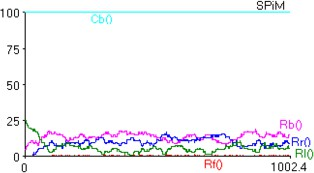 SPiM
100
Cb()
75
50
25
Rb()
Rr()
Rl()
0
Rf()
0
1002.4